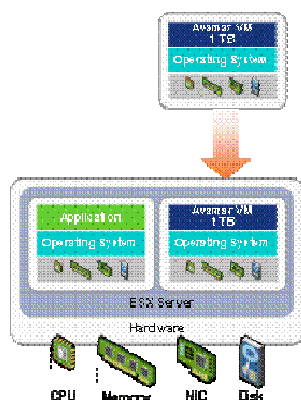 Avamar VM
1 TB
Operating System
Application
Operating System
Avamar VM
1 TB
Operating System
ESX Server
Hardware
CPU
Memory
NIC
Disk